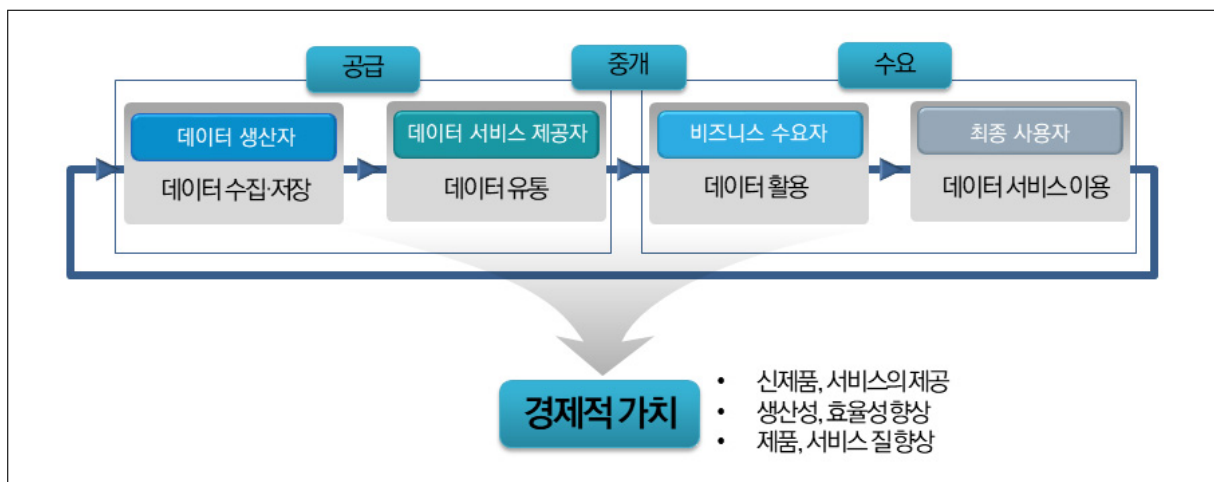 공급
중개
수요
데이터 생산자
데이터 수집·저장
데이터 서비스 제공자
데이터 유통
비즈니스 수요자
데이터 활용
최종 사용자
데이터 서비스 이용
경제적 가치
• 신제품, 서비스의 제공
• 생산성, 효율성 향상
• 제품, 서비스 질 향상